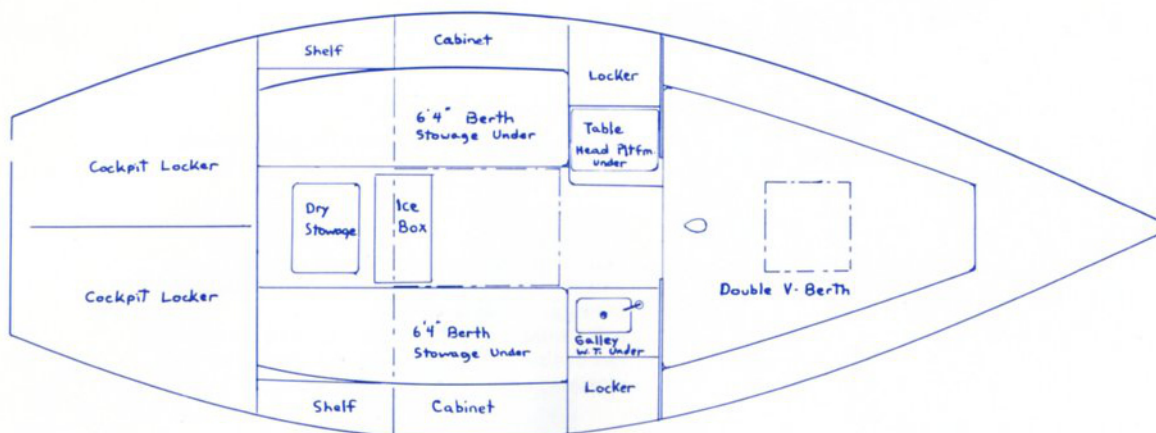 Shelf
Cabinet
Locker
6'4" Berth
Stowage Under
Table
Head Pltfm.
under
Cockpit Locker
Dry
Stowage
Ice
Box
Cockpit Locker
Double V-Berth
6'4" Berth
Stowage Under
Galley
W.T. Under
Shelf
Cabinet
Locker